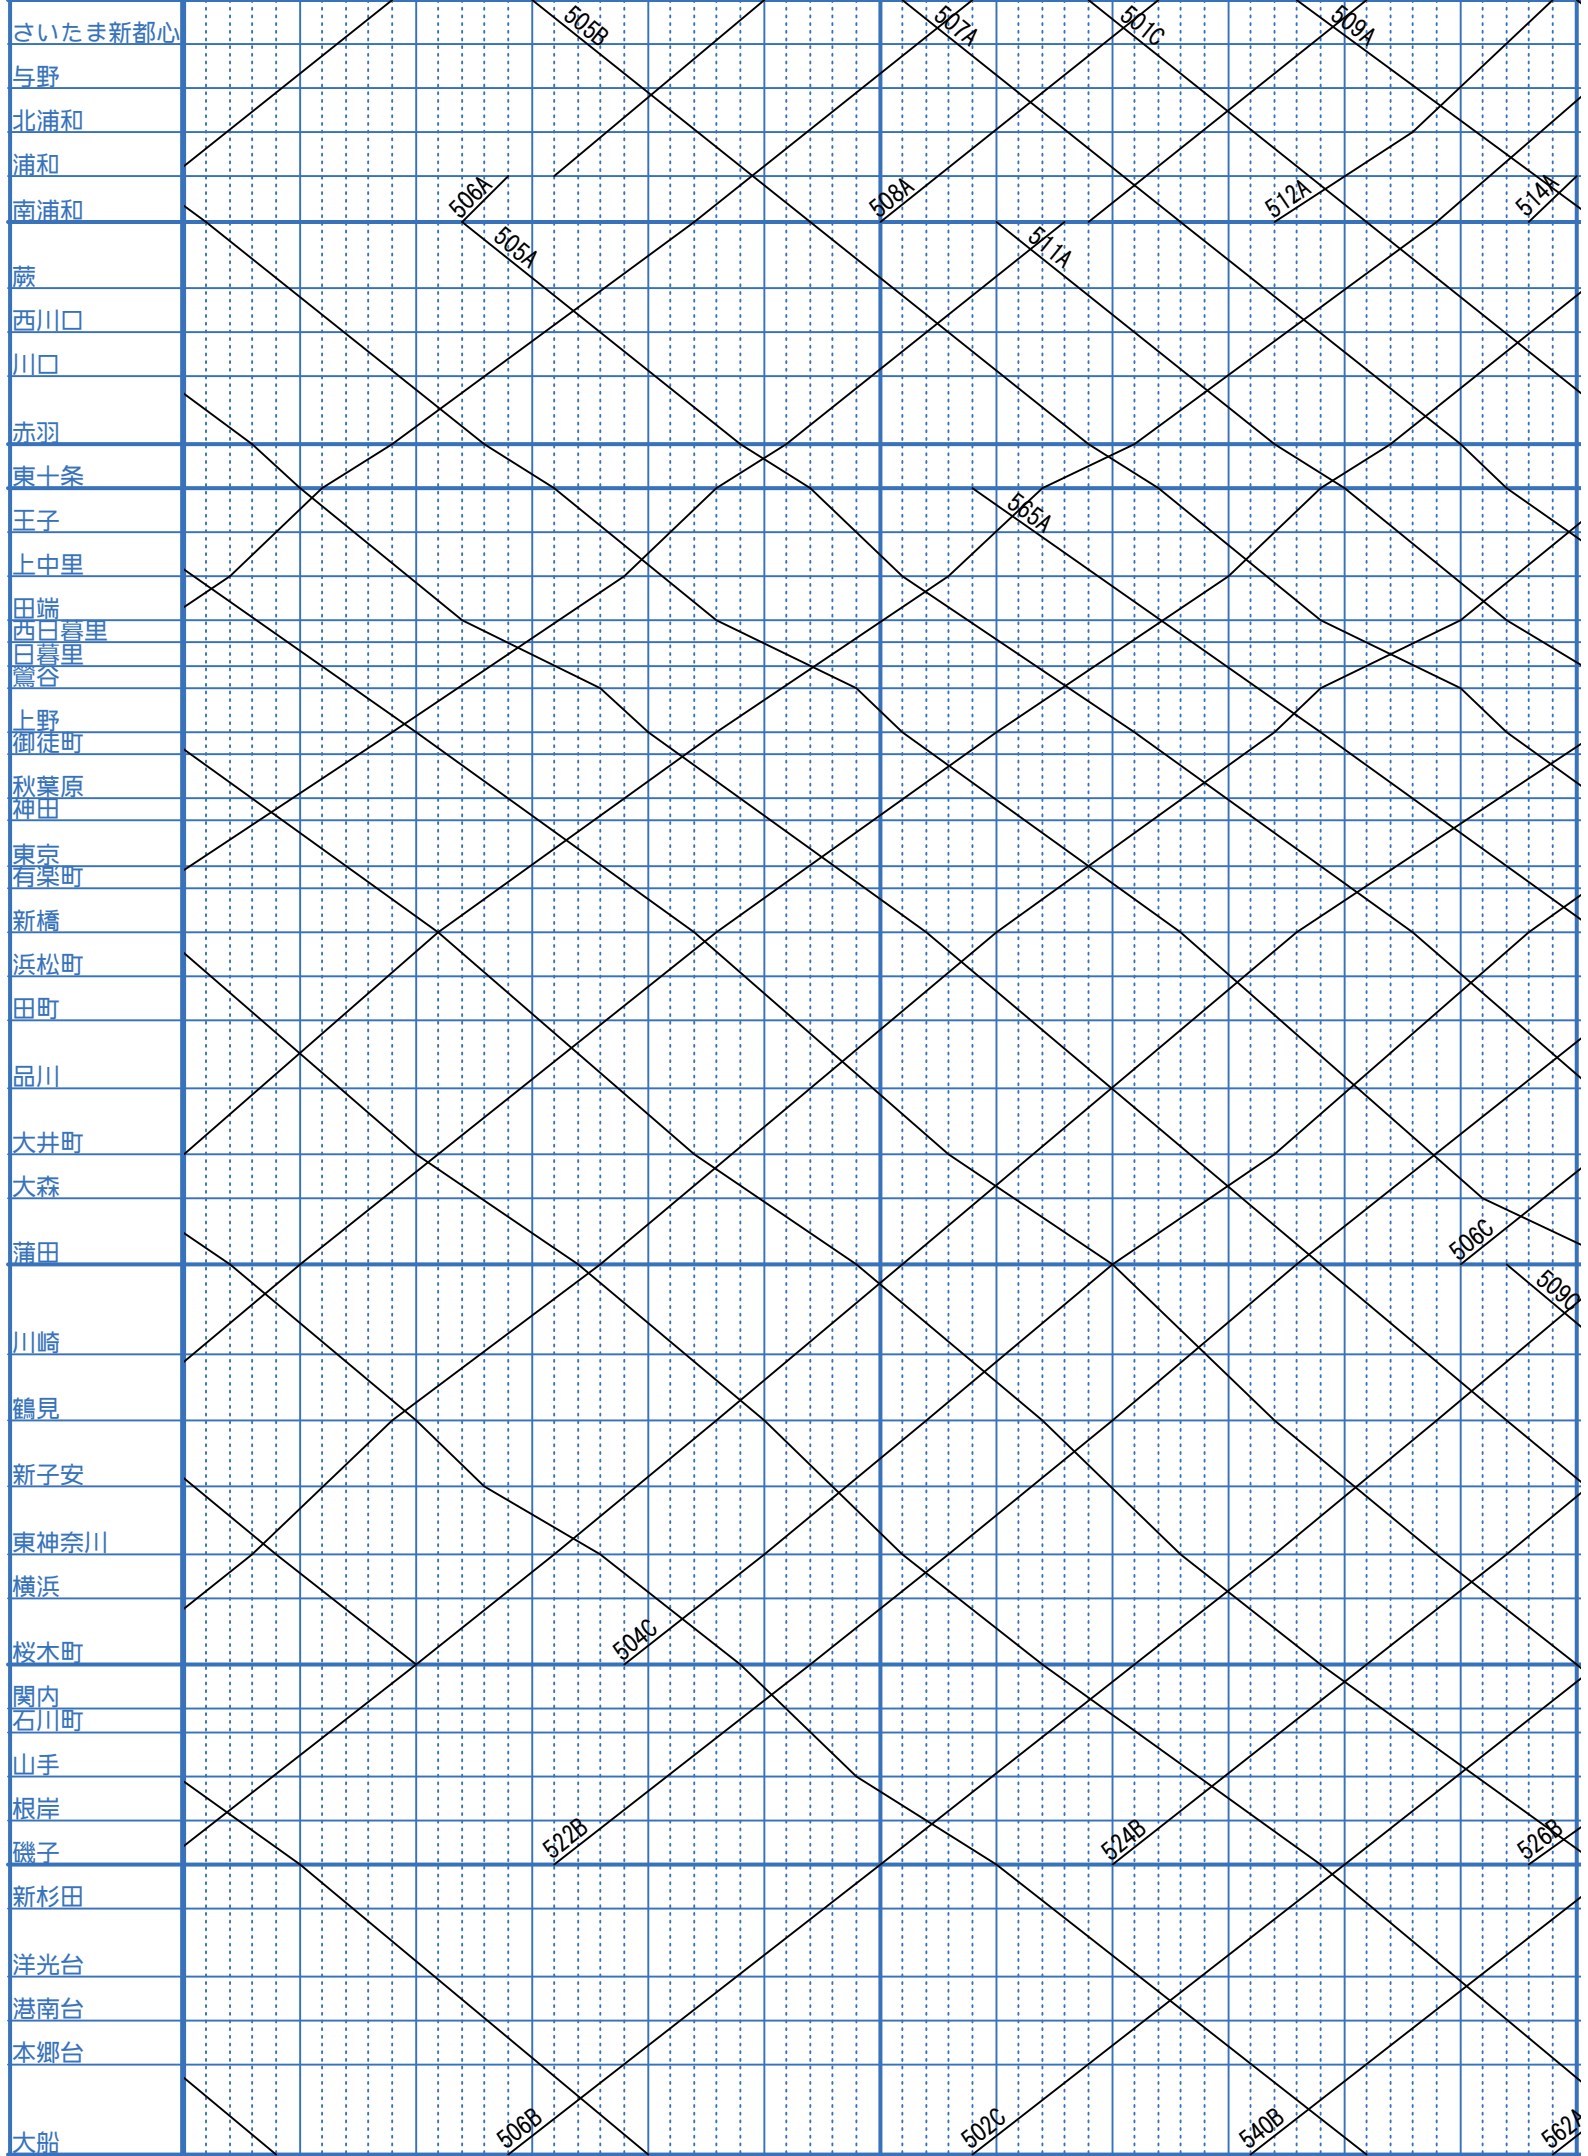 さいたま新都心
505B
507A
501C
509A
与野
北浦和
浦和
南浦和
506A
508A
512A
514A
505A
511A
蕨
西川口
川口
赤羽
東十条
王子
565A
上中里
田端
西日暮里
日暮里
鶯谷
上野
御徒町
秋葉原
神田
東京
有楽町
新橋
浜松町
田町
品川
大井町
大森
蒲田
506C
509C
川崎
鶴見
新子安
東神奈川
横浜
桜木町
504C
関内
石川町
山手
根岸
磯子
522B
524B
526B
新杉田
洋光台
港南台
本郷台
大船
506B
502C
540B
562A